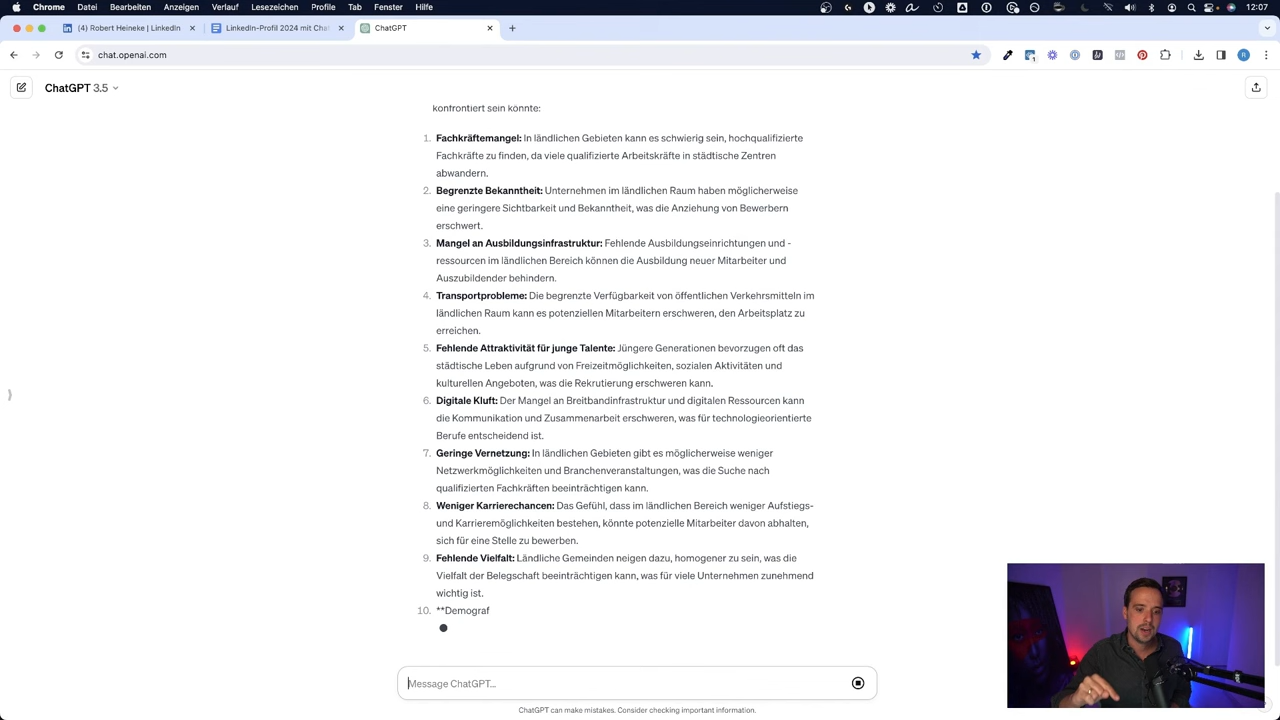 Chrome Ablage Bearbeiten Anzeigen Verlauf Lesezeichen Profile Tab Fenster Hilfe 12:01
(4) Robert Heineke | LinkedIn LinkedIn-Profil 2024 mit Cha ChatGPT
chat.openai.com
ChatGPT 3.5
konfrontiert sein könnte:
1. Fachkräftemangel: In ländlichen Gebieten kann es schwierig sein, hochqualifizierte
Fachkräfte zu finden, da viele qualifizierte Arbeitskräfte in städtische Zentren
abwandern.
2. Begrenzte Bekanntheit: Unternehmen im ländlichen Raum haben möglicherweise
eine geringere Sichtbarkeit und Bekanntheit, was die Anziehung von Bewerbern
erschwert.
3. Mangel an Ausbildungsinfrastruktur: Fehlende Ausbildungseinrichtungen und -
ressourcen im ländlichen Bereich können die Ausbildung neuer Mitarbeiter und
Auszubildender behindern.
4. Transportprobleme: Die begrenzte Verfügbarkeit von öffentlichen Verkehrsmitteln im
ländlichen Raum kann es potenziellen Mitarbeitern erschweren, den Arbeitsplatz zu
erreichen.
5. Fehlende Attraktivität für junge Talente: Jüngere Generationen bevorzugen oft das
städtische Leben aufgrund von Freizeitmöglichkeiten, sozialen Aktivitäten und
kulturellen Angeboten, was die Rekrutierung erschweren kann.
6. Digitale Kluft: Der Mangel an Breitbandinfrastruktur und digitalen Ressourcen kann
die Kommunikation und Zusammenarbeit erschweren, was für technologieorientierte
Berufe entscheidend ist.
7. Geringe Vernetzung: In ländlichen Gebieten gibt es möglicherweise weniger
Netzwerkmöglichkeiten und Branchenveranstaltungen, was die Suche nach
qualifizierten Fachkräften beeinträchtigen kann.
8. Weniger Karrierechancen: Das Gefühl, dass im ländlichen Bereich weniger Aufstiegs-
und Karrieremöglichkeiten bestehen, könnte potenzielle Mitarbeiter davon abhalten,
sich für eine Stelle zu bewerben.
9. Fehlende Vielfalt: Ländliche Gemeinden neigen dazu, homogener zu sein, was die
Vielfalt der Belegschaft beeinträchtigen kann, was für viele Unternehmen zunehmend
wichtig ist.
10. **Demograf
Message ChatGPT...
ChatGPT can make mistakes. Consider checking important information.